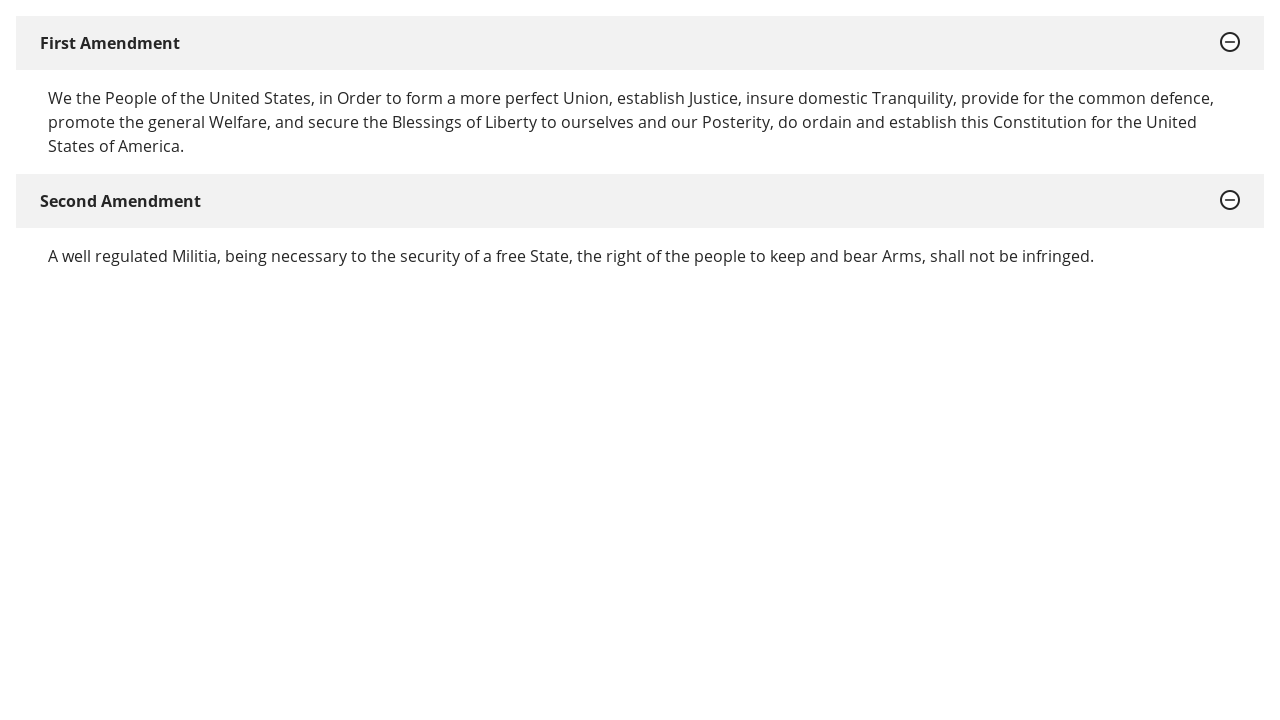 First Amendment
We the People of the United States, in Order to form a more perfect Union, establish Justice, insure domestic Tranquility, provide for the common defence,
promote the general Welfare, and secure the Blessings of Liberty to ourselves and our Posterity, do ordain and establish this Constitution for the United
States of America.
Second Amendment
A well regulated Militia, being necessary to the security of a free State, the right of the people to keep and bear Arms, shall not be infringed.